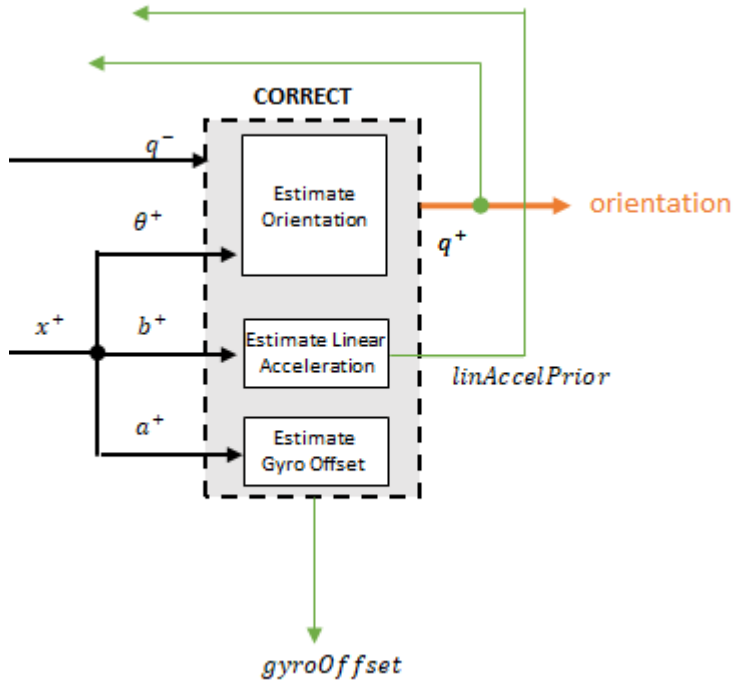 CORRECT
q⁻
Estimate
Orientation
orientation
θ⁺
q⁺
x⁺
b⁺
Estimate Linear
Acceleration
linAccelPrior
a⁺
Estimate
Gyro Offset
gyroOffset